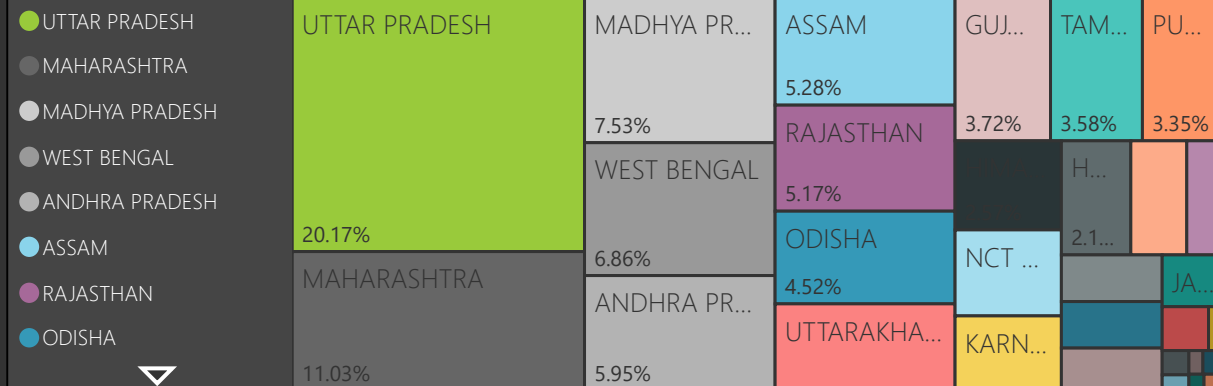 UTTAR PRADESH
MAHARASHTRA
MADHYA PRADESH
WEST BENGAL
ANDHRA PRADESH
ASSAM
RAJASTHAN
ODISHA
UTTAR PRADESH
20.17%
MAHARASHTRA
11.03%
MADHYA PR...
7.53%
WEST BENGAL
6.86%
ANDHRA PR...
5.95%
ASSAM
5.28%
RAJASTHAN
5.17%
ODISHA
4.52%
UTTARAKHA...
GUJ...
3.72%
TAM...
3.58%
PU...
3.35%
H...
2.1...
NCT ...
KARN...
JA...